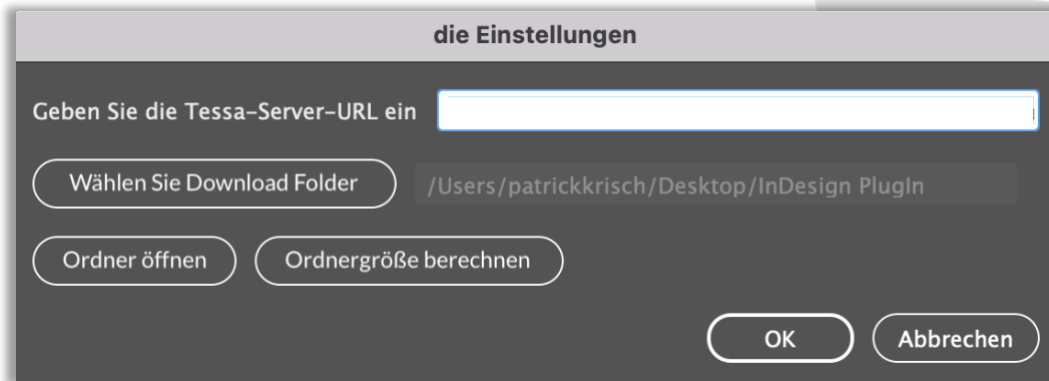 die Einstellungen
Geben Sie die Tessa-Server-URL ein
Wählen Sie Download Folder /Users/patrickkrisch/Desktop/InDesign PlugIn
Ordner öffnen Ordnergröße berechnen
OK Abbrechen